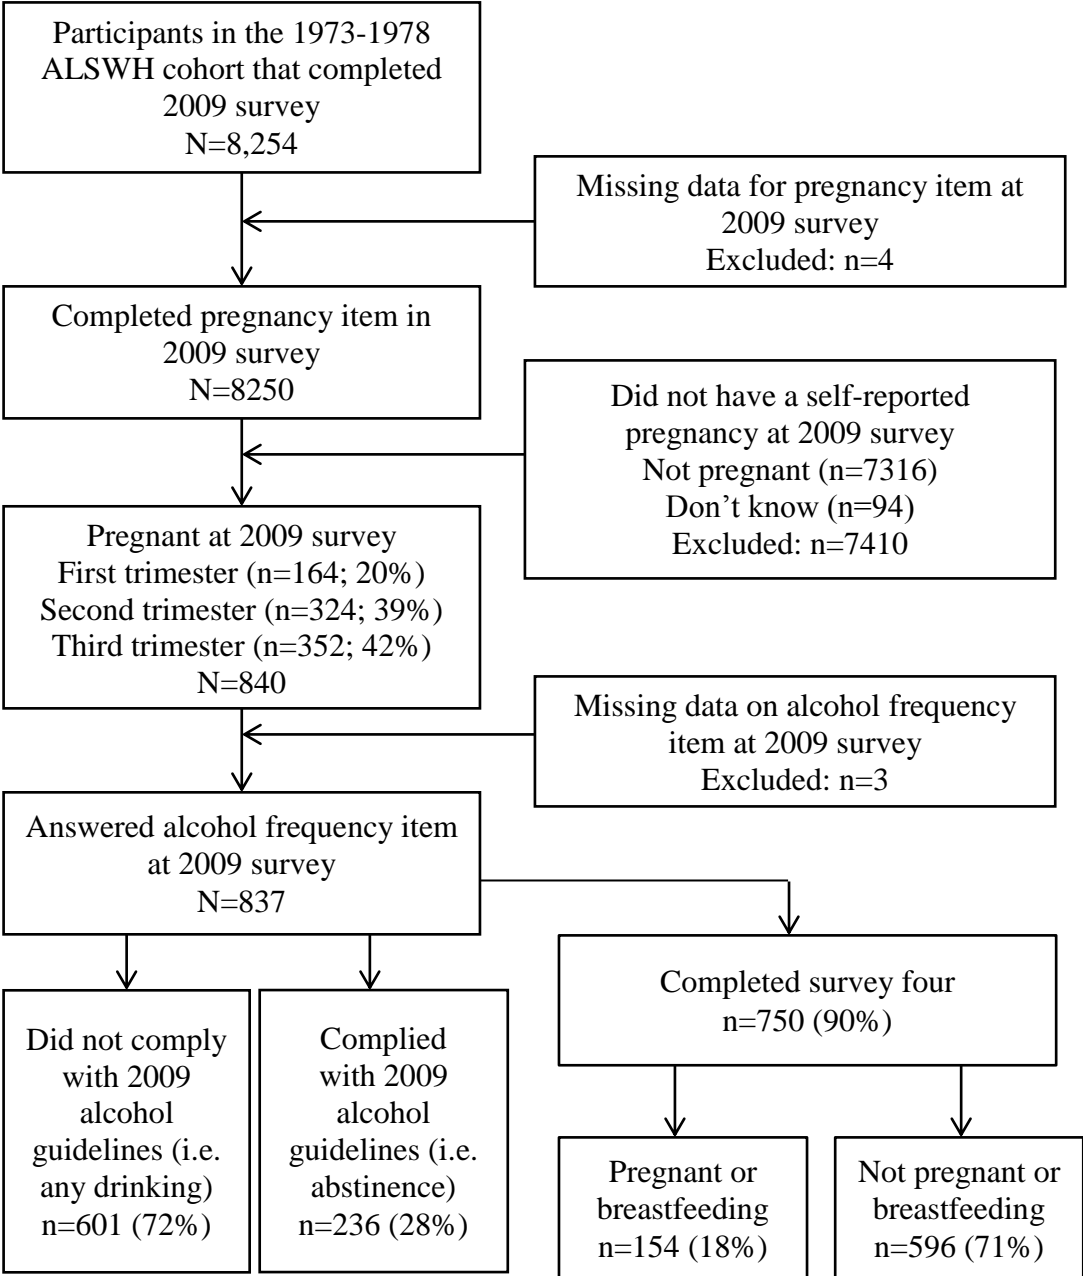 Participants in the 1973-1978
ALSWH cohort that completed
2009 survey
N=8,254
Missing data for pregnancy item at
2009 survey
Excluded: n=4
Completed pregnancy item in
2009 survey
N=8250
Did not have a self-reported
pregnancy at 2009 survey
Not pregnant (n=7316)
Don’t know (n=94)
Excluded: n=7410
Pregnant at 2009 survey
First trimester (n=164; 20%)
Second trimester (n=324; 39%)
Third trimester (n=352; 42%)
N=840
Missing data on alcohol frequency
item at 2009 survey
Excluded: n=3
Answered alcohol frequency item
at 2009 survey
N=837
Completed survey four
n=750 (90%)
Did not comply
with 2009
alcohol
guidelines (i.e.
any drinking)
n=601 (72%)
Complied
with 2009
alcohol
guidelines (i.e.
abstinence)
n=236 (28%)
Pregnant or
breastfeeding
n=154 (18%)
Not pregnant or
breastfeeding
n=596 (71%)